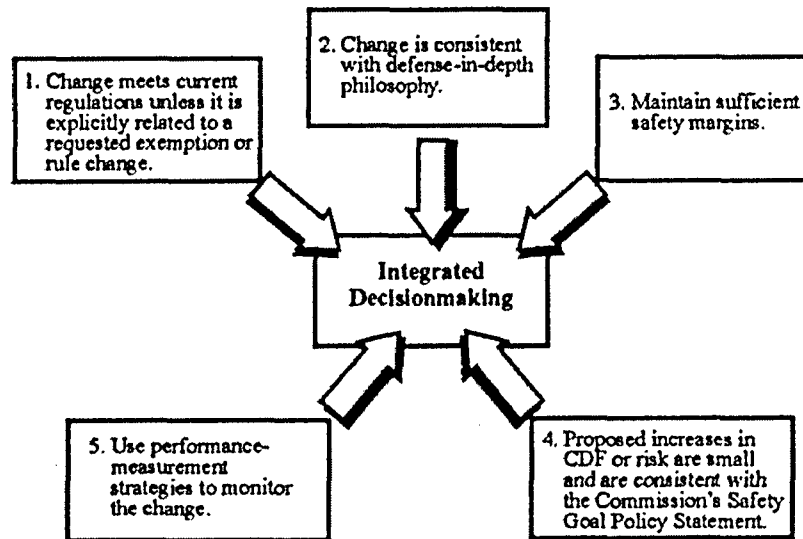 1. Change meets current
regulations unless it is
explicitly related to a
requested exemption or
rule change.
2. Change is consistent
with defense-in-depth
philosophy.
3. Maintain sufficient
safety margins.
Integrated
Decisionmaking
4. Proposed increases in
CDF or risk are small
and are consistent with
the Commission's Safety
Goal Policy Statement.
5. Use performance-
measurement
strategies to monitor
the change.